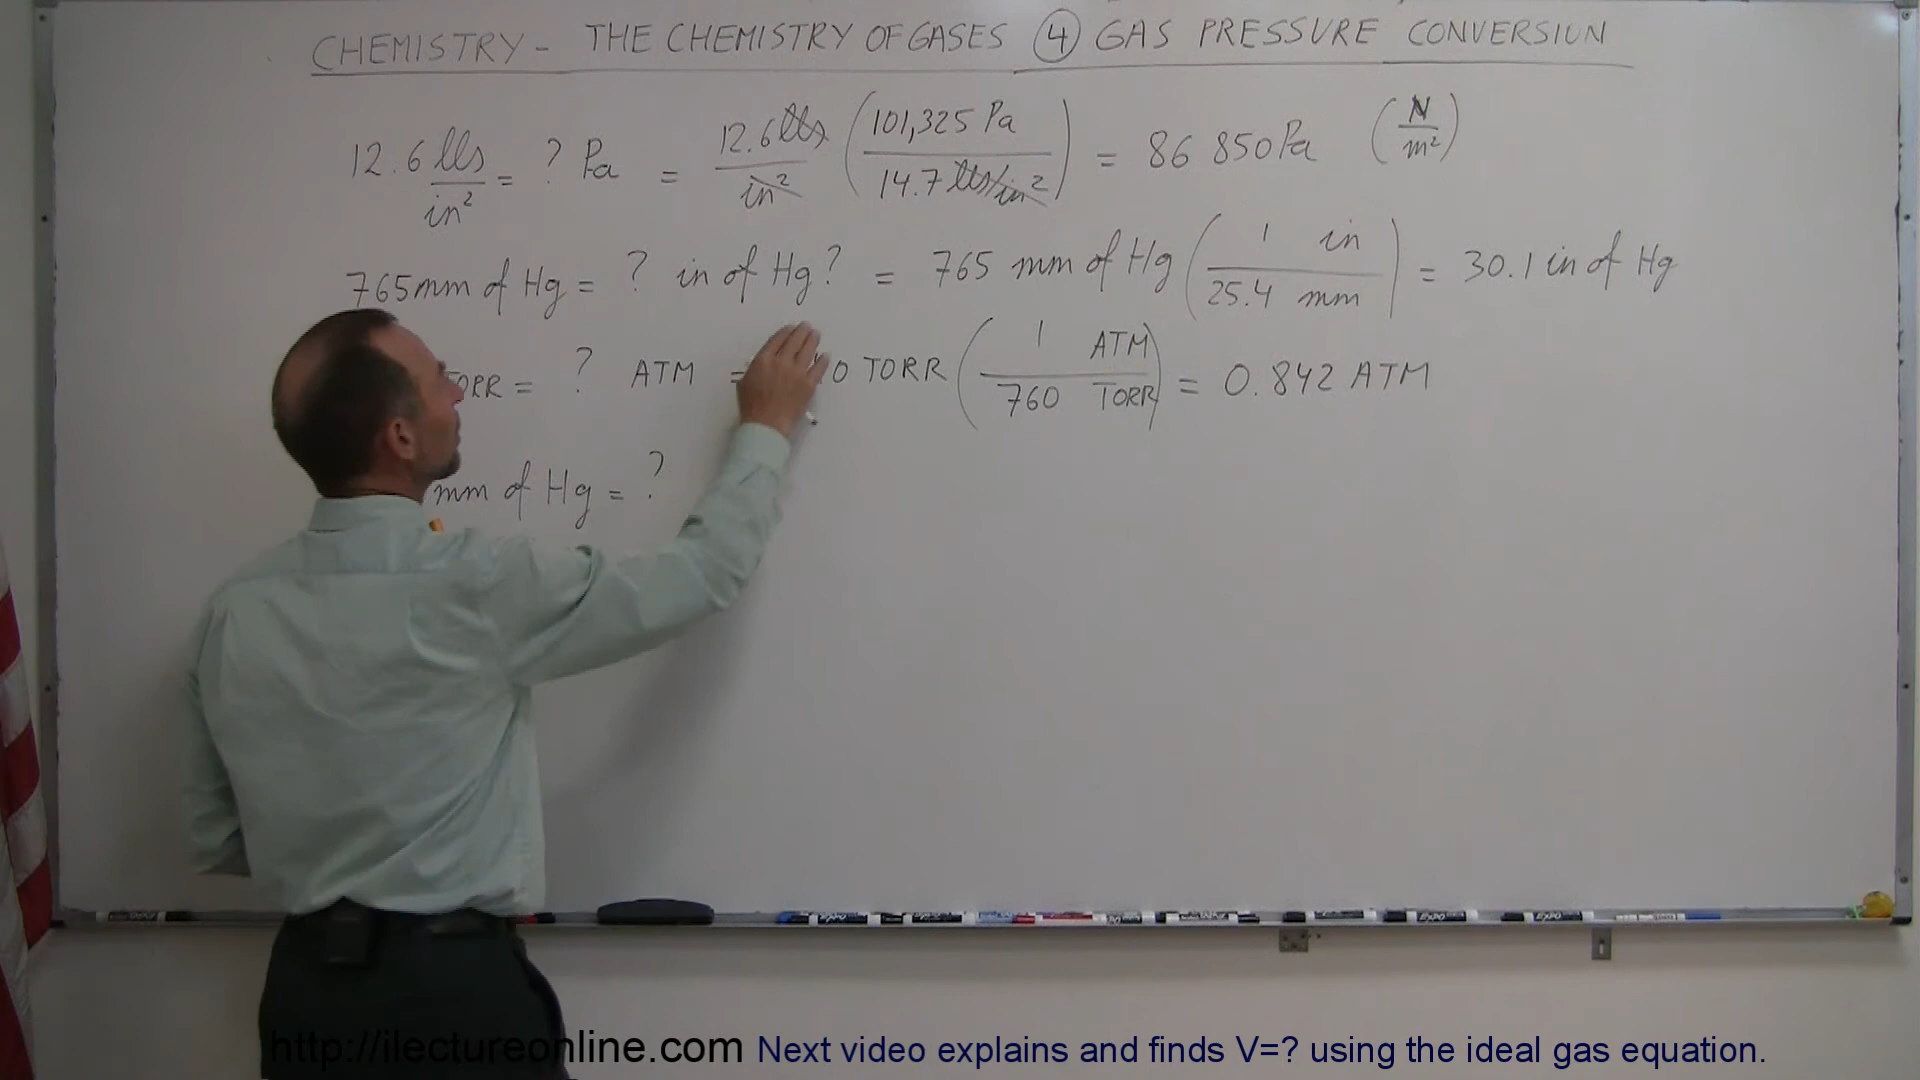 CHEMISTRY - THE CHEMISTRY OF GASES ④ GAS PRESSURE CONVERSION
12.6 lbs/in² = ? Pa = 12.6 lbs/in² (101,325 Pa / 14.7 lbs/in²) = 86 850 Pa (N/m²)
765 mm of Hg = ? in of Hg? = 765 mm of Hg (1 in / 25.4 mm) = 30.1 in of Hg
TORR = ? ATM = 0 TORR (1 ATM / 760 TORR) = 0.842 ATM
mm of Hg = ?
http://ilectureonline.com Next video explains and finds V=? using the ideal gas equation.